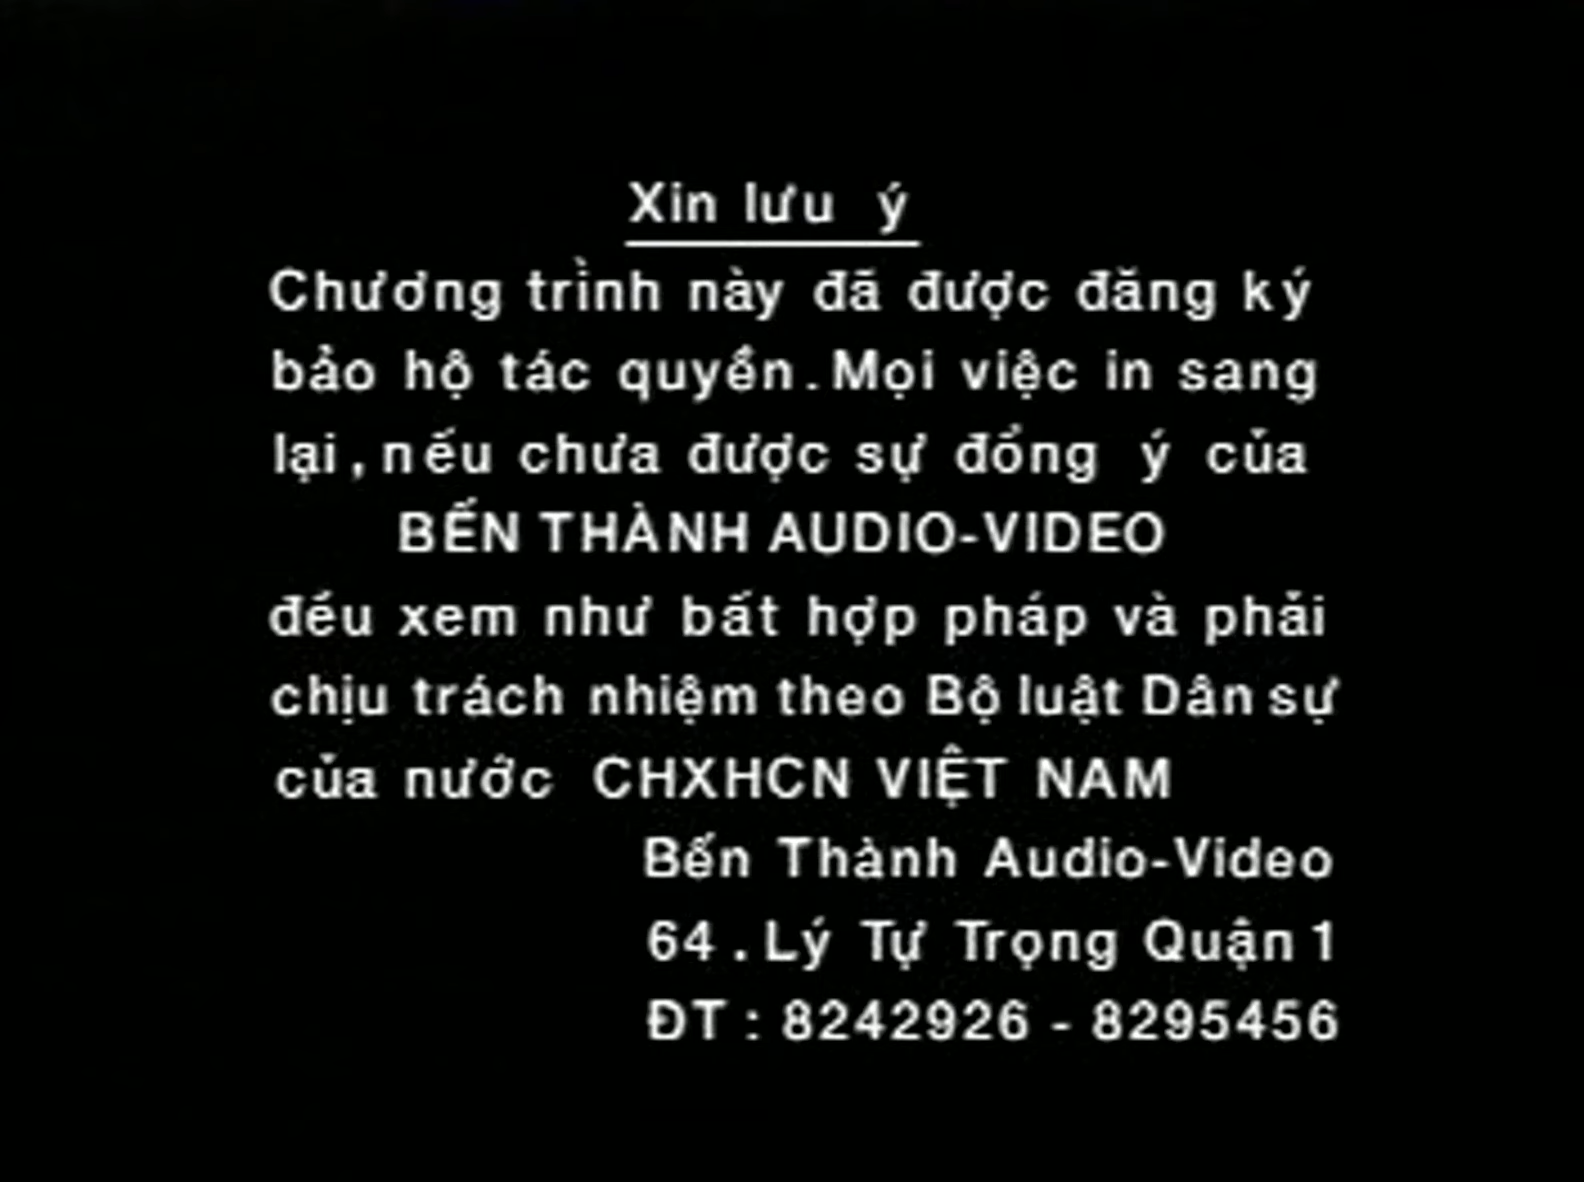 Xin lưu ý
Chương trình này đã được đăng ký
bảo hộ tác quyền. Mọi việc in sang
lại, nếu chưa được sự đồng ý của
BẾN THÀNH AUDIO-VIDEO
đều xem như bất hợp pháp và phải
chịu trách nhiệm theo Bộ luật Dân sự
của nước CHXHCN VIỆT NAM
Bến Thành Audio-Video
64 . Lý Tự Trọng Quận 1
ĐT : 8242926 - 8295456